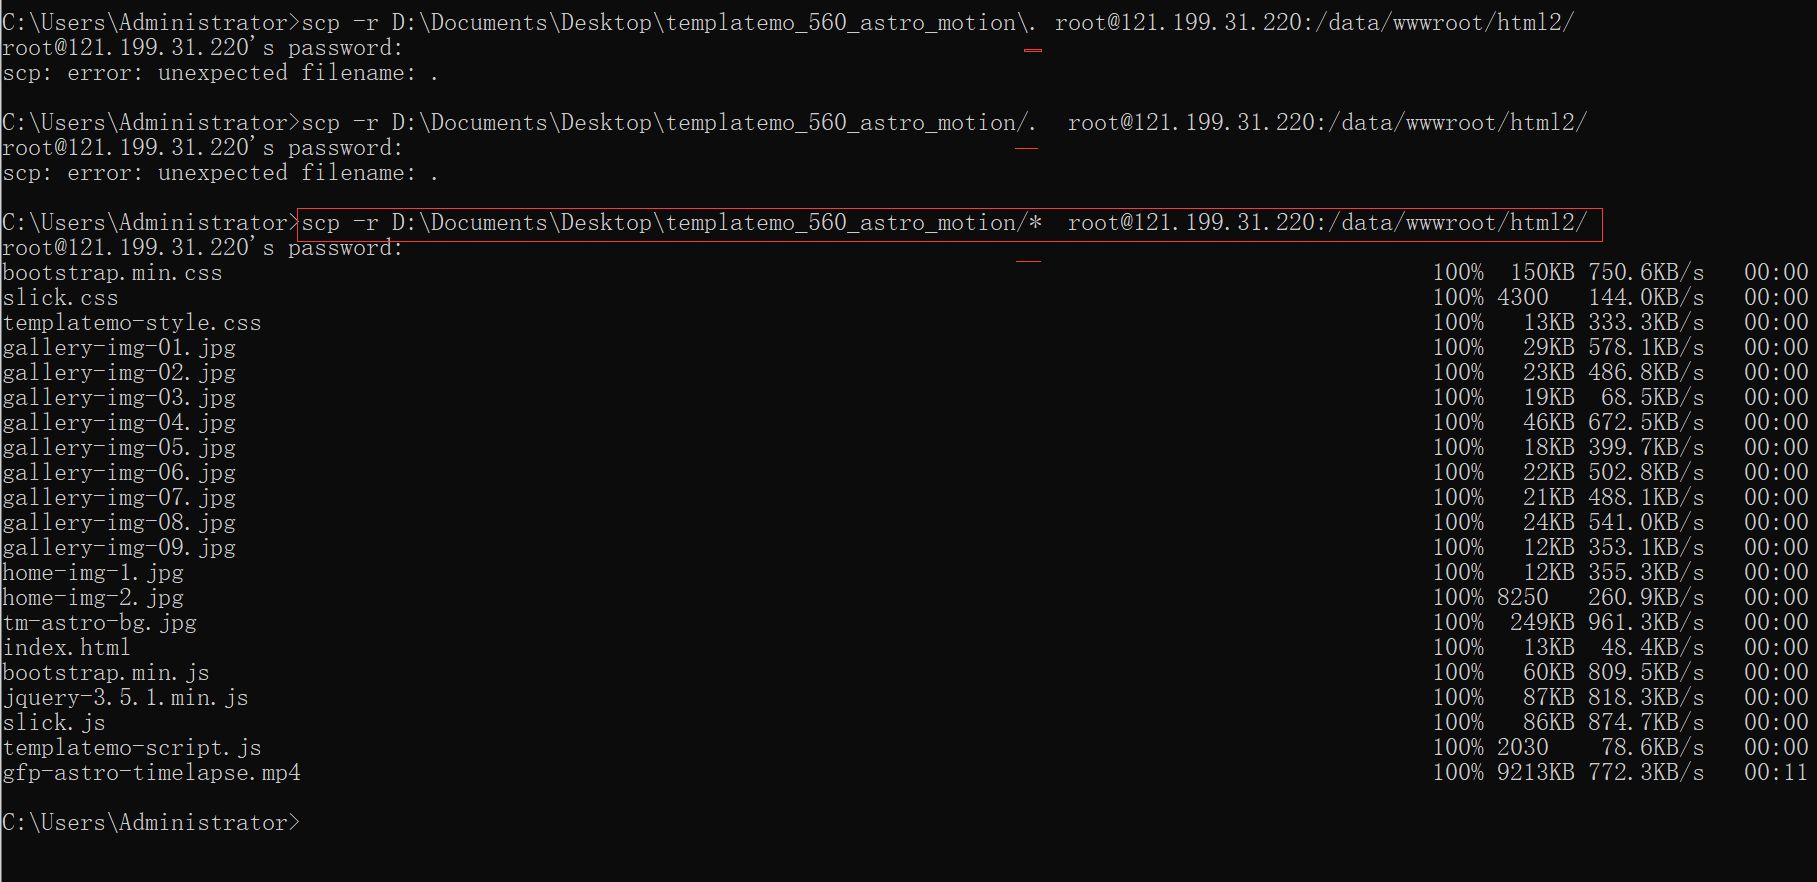 C:\Users\Administrator>scp -r D:\Documents\Desktop\templatemo_560_astro_motion\. root@121.199.31.220:/data/wwwroot/html2/
root@121.199.31.220's password:
scp: error: unexpected filename: .
C:\Users\Administrator>scp -r D:\Documents\Desktop\templatemo_560_astro_motion/.  root@121.199.31.220:/data/wwwroot/html2/
root@121.199.31.220's password:
scp: error: unexpected filename: .
C:\Users\Administrator>scp -r D:\Documents\Desktop\templatemo_560_astro_motion/*  root@121.199.31.220:/data/wwwroot/html2/
root@121.199.31.220's password:
bootstrap.min.css 100%  150KB 750.6KB/s   00:00
slick.css 100% 4300   144.0KB/s   00:00
templatemo-style.css 100%   13KB 333.3KB/s   00:00
gallery-img-01.jpg 100%   29KB 578.1KB/s   00:00
gallery-img-02.jpg 100%   23KB 486.8KB/s   00:00
gallery-img-03.jpg 100%   19KB  68.5KB/s   00:00
gallery-img-04.jpg 100%   46KB 672.5KB/s   00:00
gallery-img-05.jpg 100%   18KB 399.7KB/s   00:00
gallery-img-06.jpg 100%   22KB 502.8KB/s   00:00
gallery-img-07.jpg 100%   21KB 488.1KB/s   00:00
gallery-img-08.jpg 100%   24KB 541.0KB/s   00:00
gallery-img-09.jpg 100%   12KB 353.1KB/s   00:00
home-img-1.jpg 100%   12KB 355.3KB/s   00:00
home-img-2.jpg 100% 8250   260.9KB/s   00:00
tm-astro-bg.jpg 100%  249KB 961.3KB/s   00:00
index.html 100%   13KB  48.4KB/s   00:00
bootstrap.min.js 100%   60KB 809.5KB/s   00:00
jquery-3.5.1.min.js 100%   87KB 818.3KB/s   00:00
slick.js 100%   86KB 874.7KB/s   00:00
templatemo-script.js 100% 2030    78.6KB/s   00:00
gfp-astro-timelapse.mp4 100% 9213KB 772.3KB/s   00:11
C:\Users\Administrator>